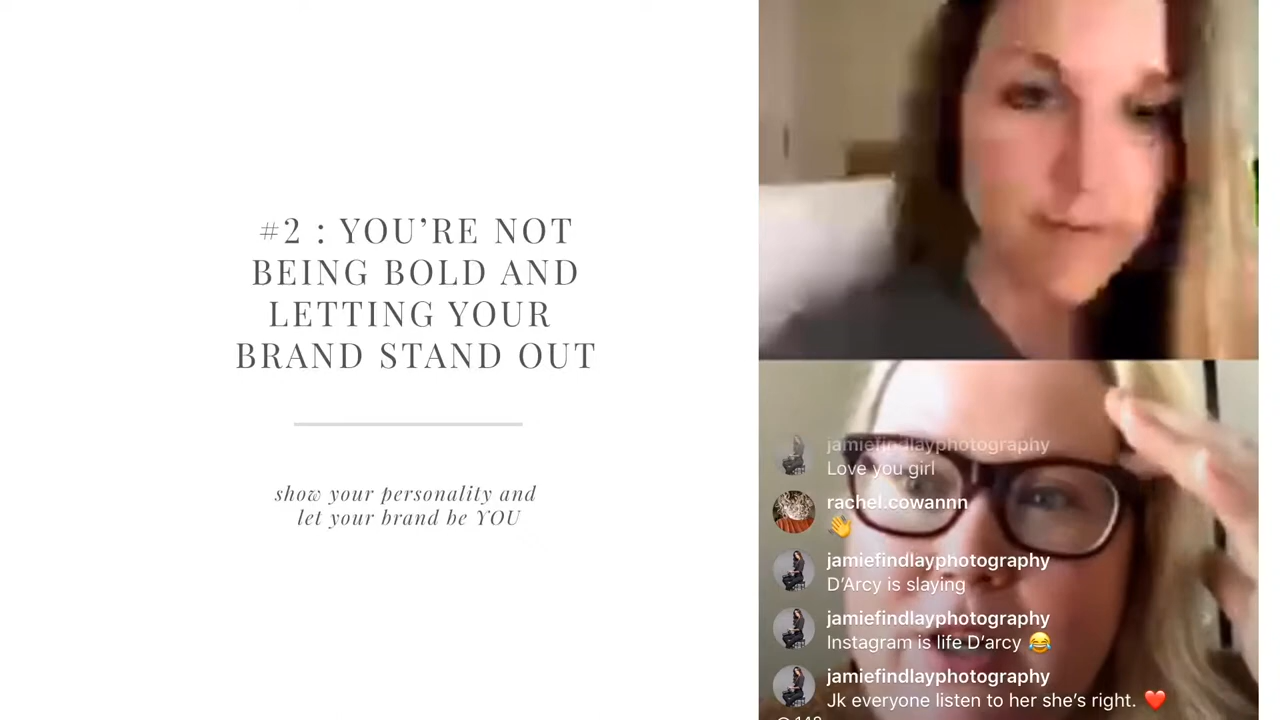 #2 : YOU’RE NOT
BEING BOLD AND
LETTING YOUR
BRAND STAND OUT
show your personality and
let your brand be YOU
jamiefindlayphotography
Love you girl
rachel.cowannn
👋
jamiefindlayphotography
D’Arcy is slaying
jamiefindlayphotography
Instagram is life D’arcy 😂
jamiefindlayphotography
Jk everyone listen to her she’s right. ❤️